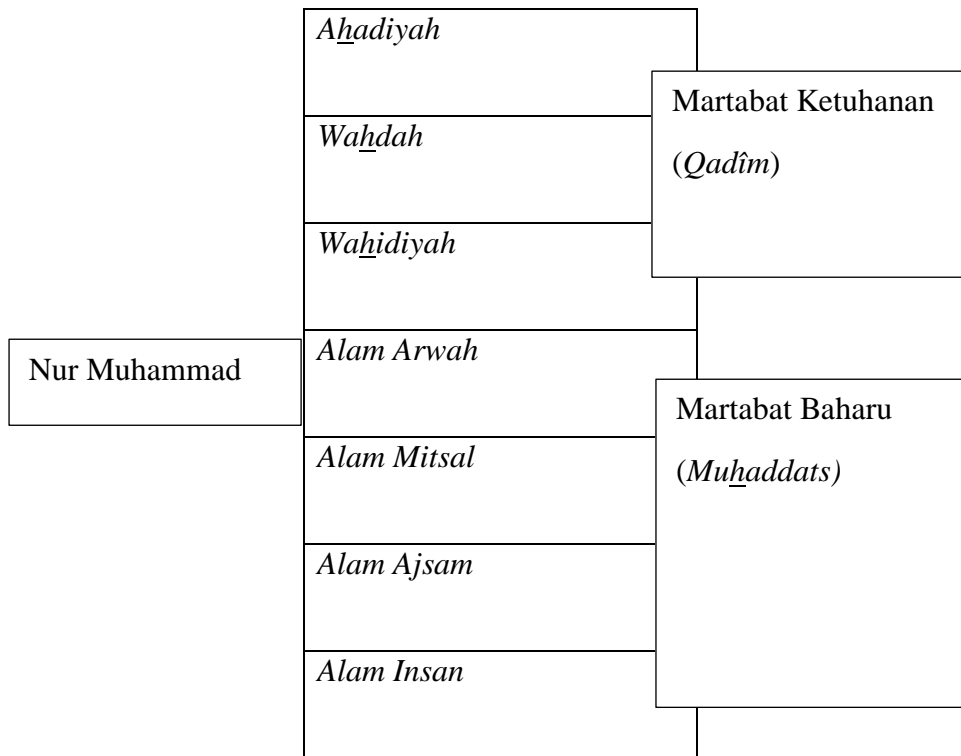 Ahadiyah
Martabat Ketuhanan
(Qadîm)
Wahdah
Wahidiyah
Nur Muhammad
Alam Arwah
Martabat Baharu
(Muhaddats)
Alam Mitsal
Alam Ajsam
Alam Insan